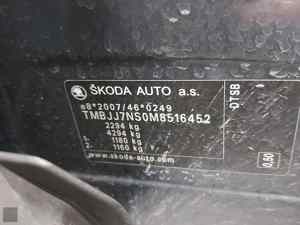 ŠKODA AUTO a.s.
e8*2007/46*0249
TMBJJ7NS0M8516452
2294 kg
4294 kg
1- 1180 kg
2- 1160 kg
www.skoda-auto.com
DTSB
0,50